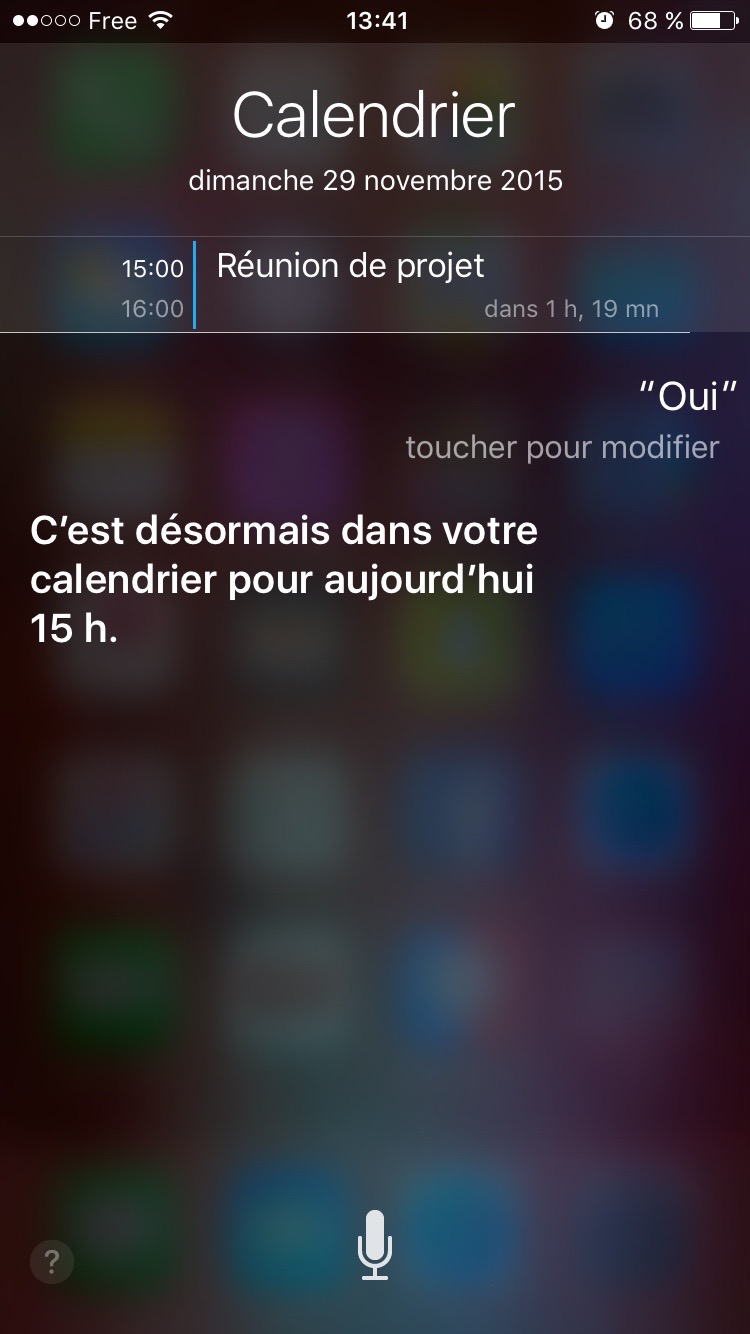 Free 13:41 68 %
Calendrier
dimanche 29 novembre 2015
15:00 Réunion de projet
16:00 dans 1 h, 19 mn
“Oui”
toucher pour modifier
C’est désormais dans votre
calendrier pour aujourd’hui
15 h.
?